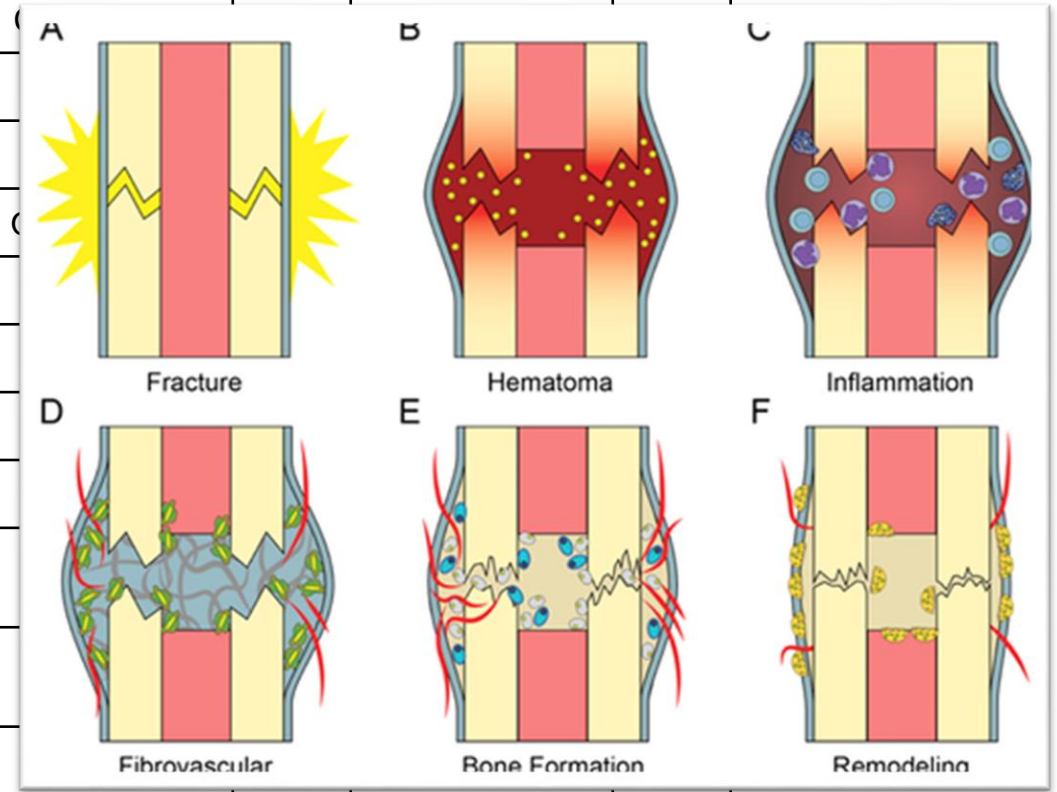 A
B
C
Fracture
Hematoma
Inflammation
D
E
F
Fibrovascular
Bone Formation
Remodeling